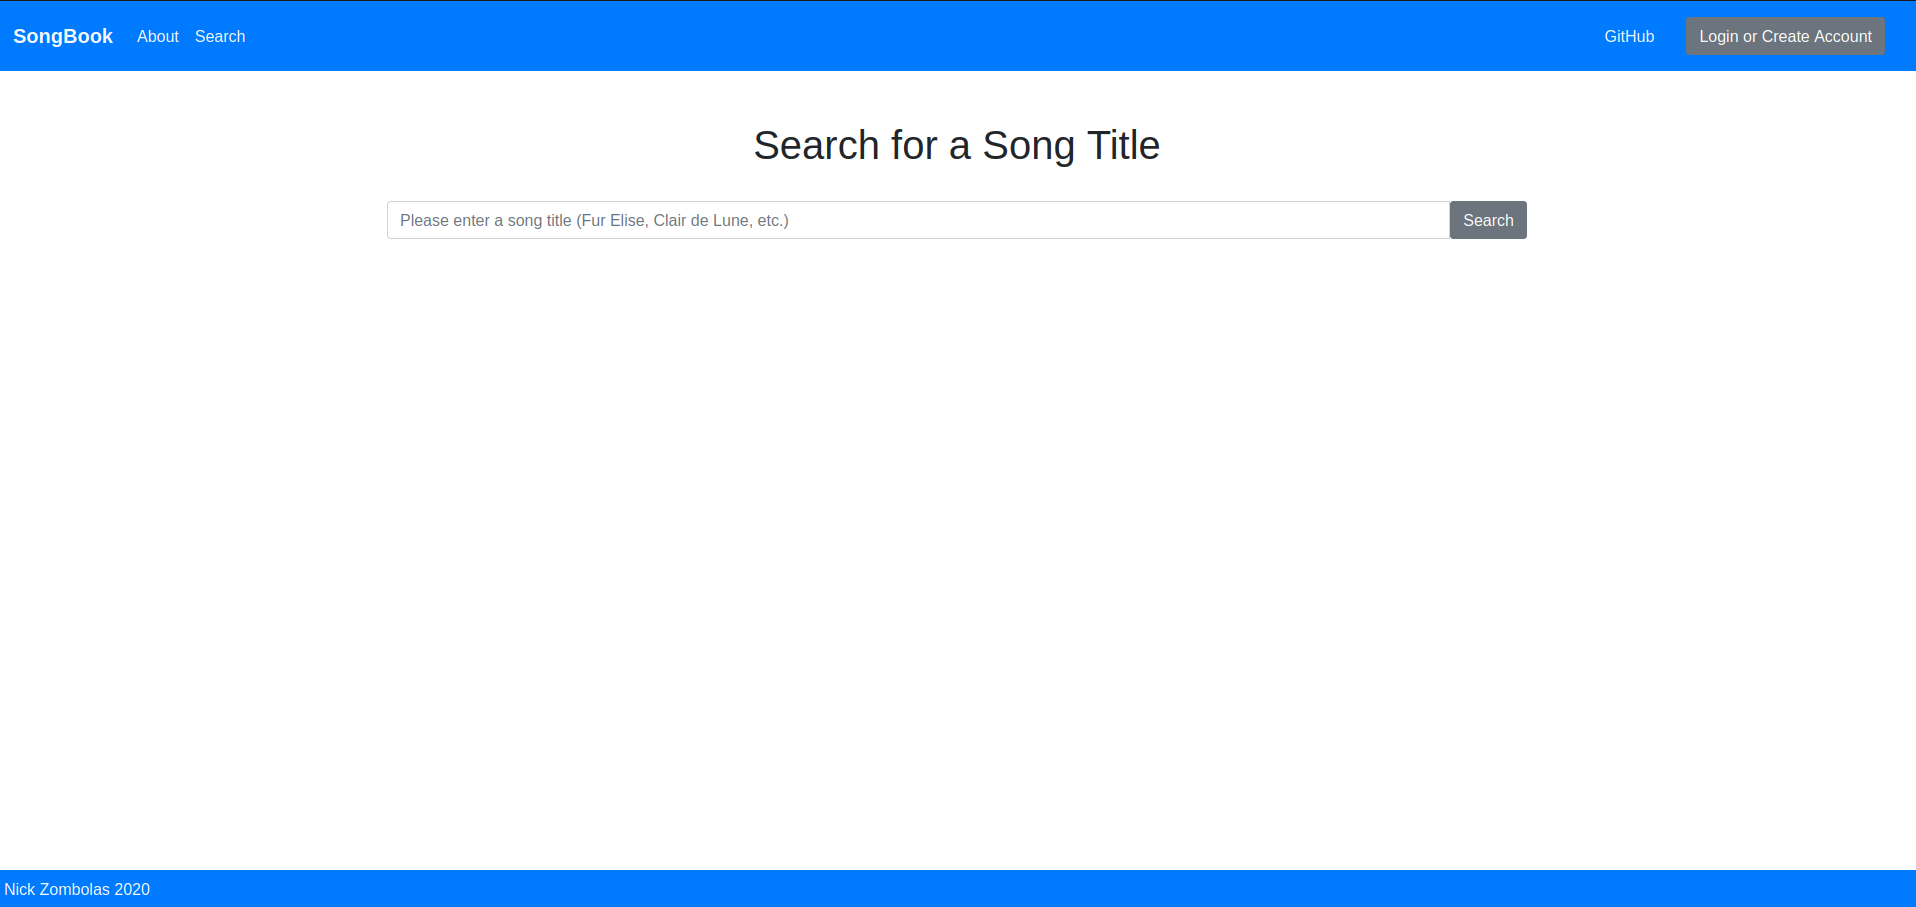 SongBook About Search GitHub Login or Create Account
Search for a Song Title
Please enter a song title (Fur Elise, Clair de Lune, etc.) Search
Nick Zombolas 2020